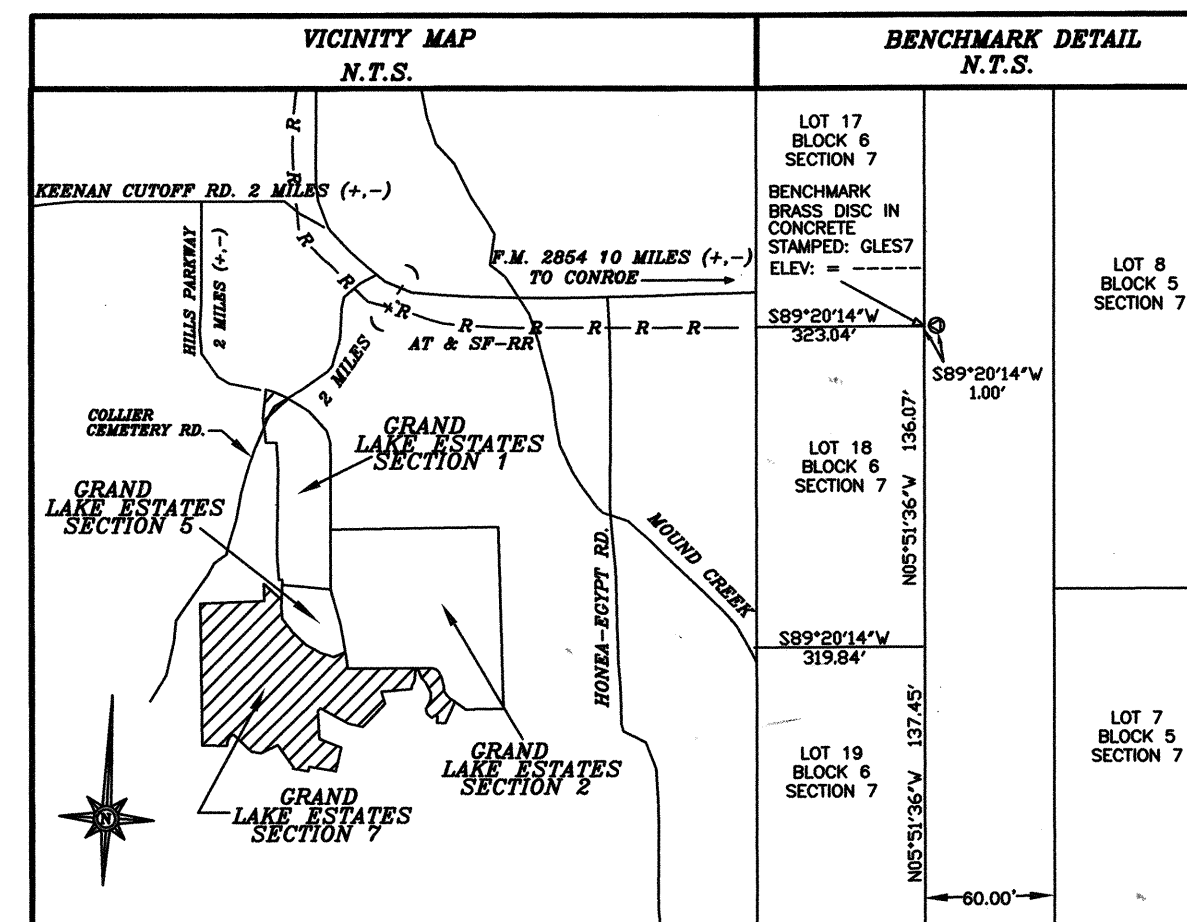 VICINITY MAP
N.T.S.
BENCHMARK DETAIL
N.T.S.
R
R
R
KEENAN CUTOFF RD. 2 MILES (+,-)
HILLS PARKWAY
2 MILES (+,-)
R
R
R
F.M. 2854 10 MILES (+,-)
TO CONROE
R
R
R
R
R
AT & SF-RR
2 MILES (
)
COLLIER
CEMETERY RD.
GRAND
LAKE ESTATES
SECTION 1
GRAND
LAKE ESTATES
SECTION 5
HONEA-EGYPT RD.
MOUND CREEK
GRAND
LAKE ESTATES
SECTION 2
GRAND
LAKE ESTATES
SECTION 7
N
LOT 17
BLOCK 6
SECTION 7
BENCHMARK
BRASS DISC IN
CONCRETE
STAMPED: GLES7
ELEV: = ------
S89°20'14"W
323.04'
S89°20'14"W
1.00'
LOT 8
BLOCK 5
SECTION 7
LOT 18
BLOCK 6
SECTION 7
N05°51'36"W 136.07'
S89°20'14"W
319.84'
LOT 19
BLOCK 6
SECTION 7
N05°51'36"W 137.45'
LOT 7
BLOCK 5
SECTION 7
60.00'